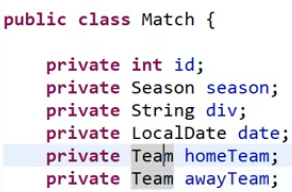 public class Match {
private int id;
private Season season;
private String div;
private LocalDate date;
private Team homeTeam;
private Team awayTeam;